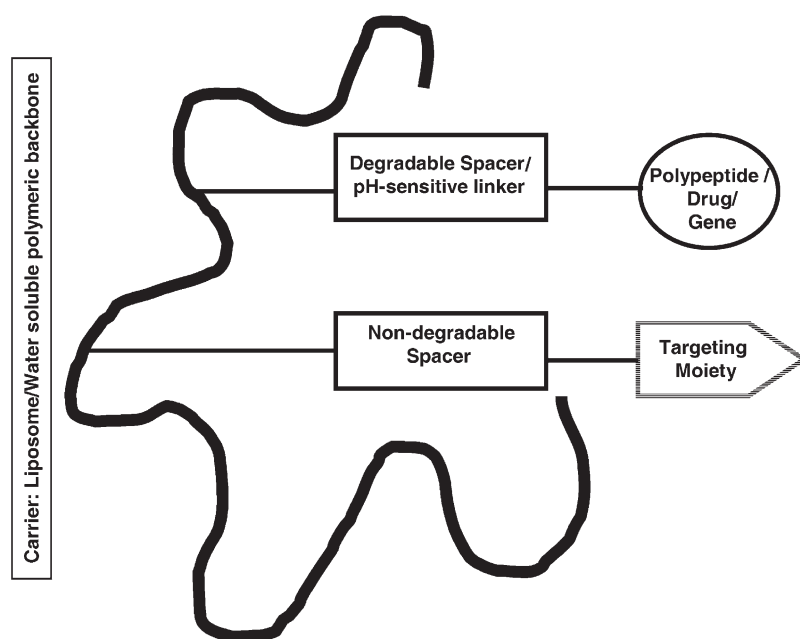 Carrier: Liposome/Water soluble polymeric backbone
Degradable Spacer/
pH-sensitive linker
Polypeptide /
Drug/
Gene
Non-degradable
Spacer
Targeting
Moiety